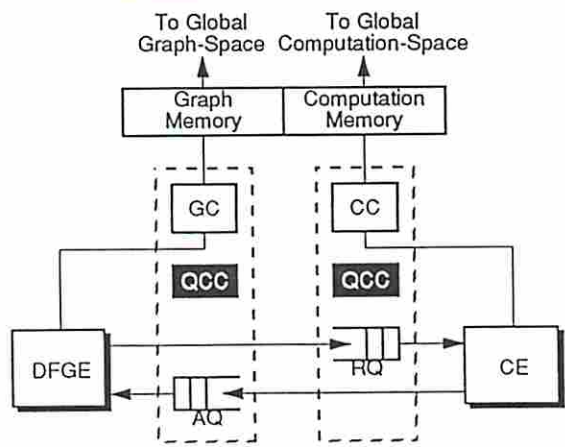 To Global
Graph-Space
To Global
Computation-Space
Graph
Memory
Computation
Memory
GC
CC
QCC
QCC
DFGE
RQ
CE
AQ